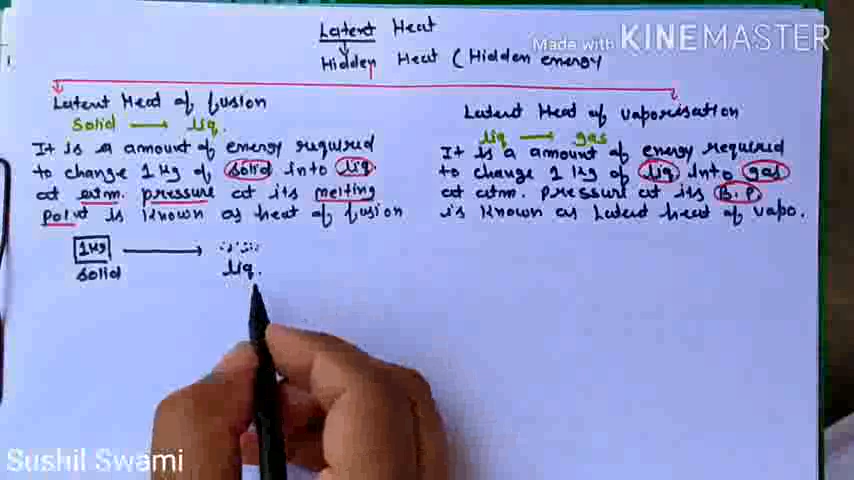 Latent Heat
Hidden Heat (Hidden energy
Made with KINEMASTER
Latent Heat of fusion
Solid → Liq.
It is a amount of energy required
to change 1 Kg of solid into Liq.
at atm. pressure at its melting
point is known as heat of fusion
1Kg
solid
Liq.
Latent Heat of vaporisation
Liq → gas
It is a amount of energy required
to change 1 Kg of Liq into gas
at atm. pressure at its B.P
is known as Latent heat of vapo.
Sushil Swami